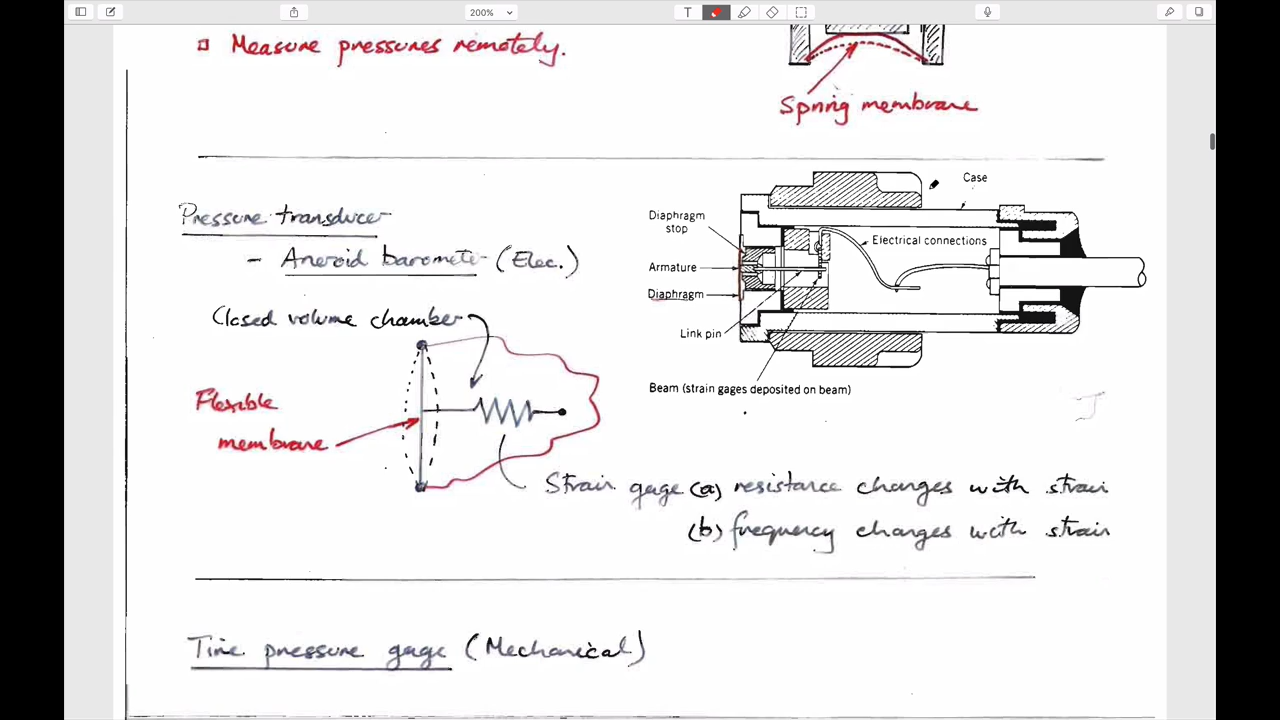 200%
T
□ Measure pressures remotely.
Spring membrane
Pressure transducer
- Aneroid barometer (Elec.)
Closed volume chamber
Flexible
membrane
Case
Diaphragm
stop
Electrical connections
Armature
Diaphragm
Link pin
Beam (strain gages deposited on beam)
Strain gage (a) resistance changes with strain
(b) frequency changes with strain
Time pressure gage (Mechanical)